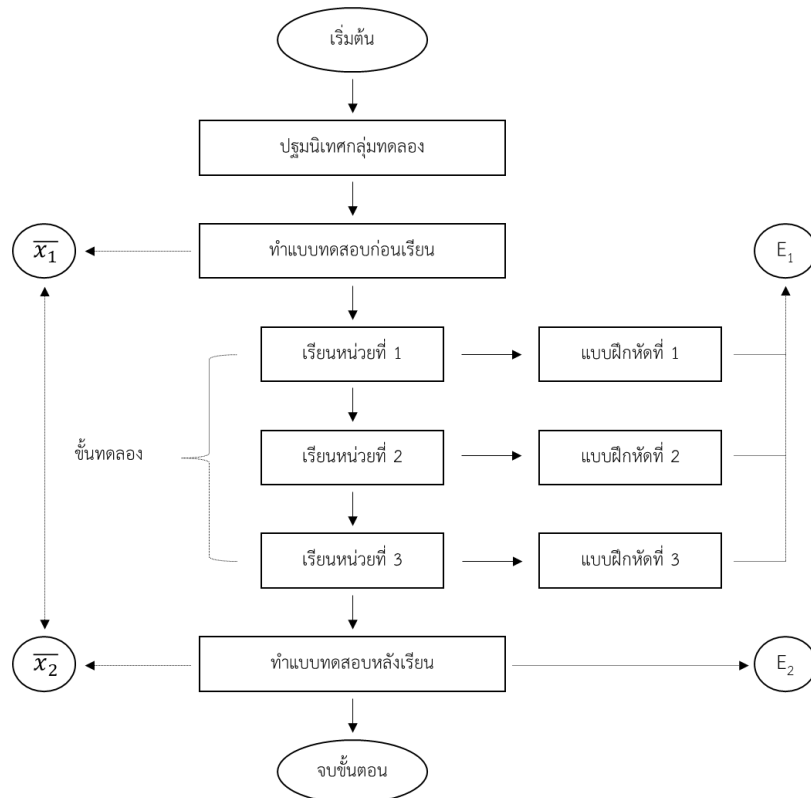 เริ่มต้น
ปฐมนิเทศกลุ่มทดลอง
$\overline{x_1}$
ทำแบบทดสอบก่อนเรียน
E₁
เรียนหน่วยที่ 1
แบบฝึกหัดที่ 1
ขั้นทดลอง
เรียนหน่วยที่ 2
แบบฝึกหัดที่ 2
เรียนหน่วยที่ 3
แบบฝึกหัดที่ 3
$\overline{x_2}$
ทำแบบทดสอบหลังเรียน
E₂
จบขั้นตอน